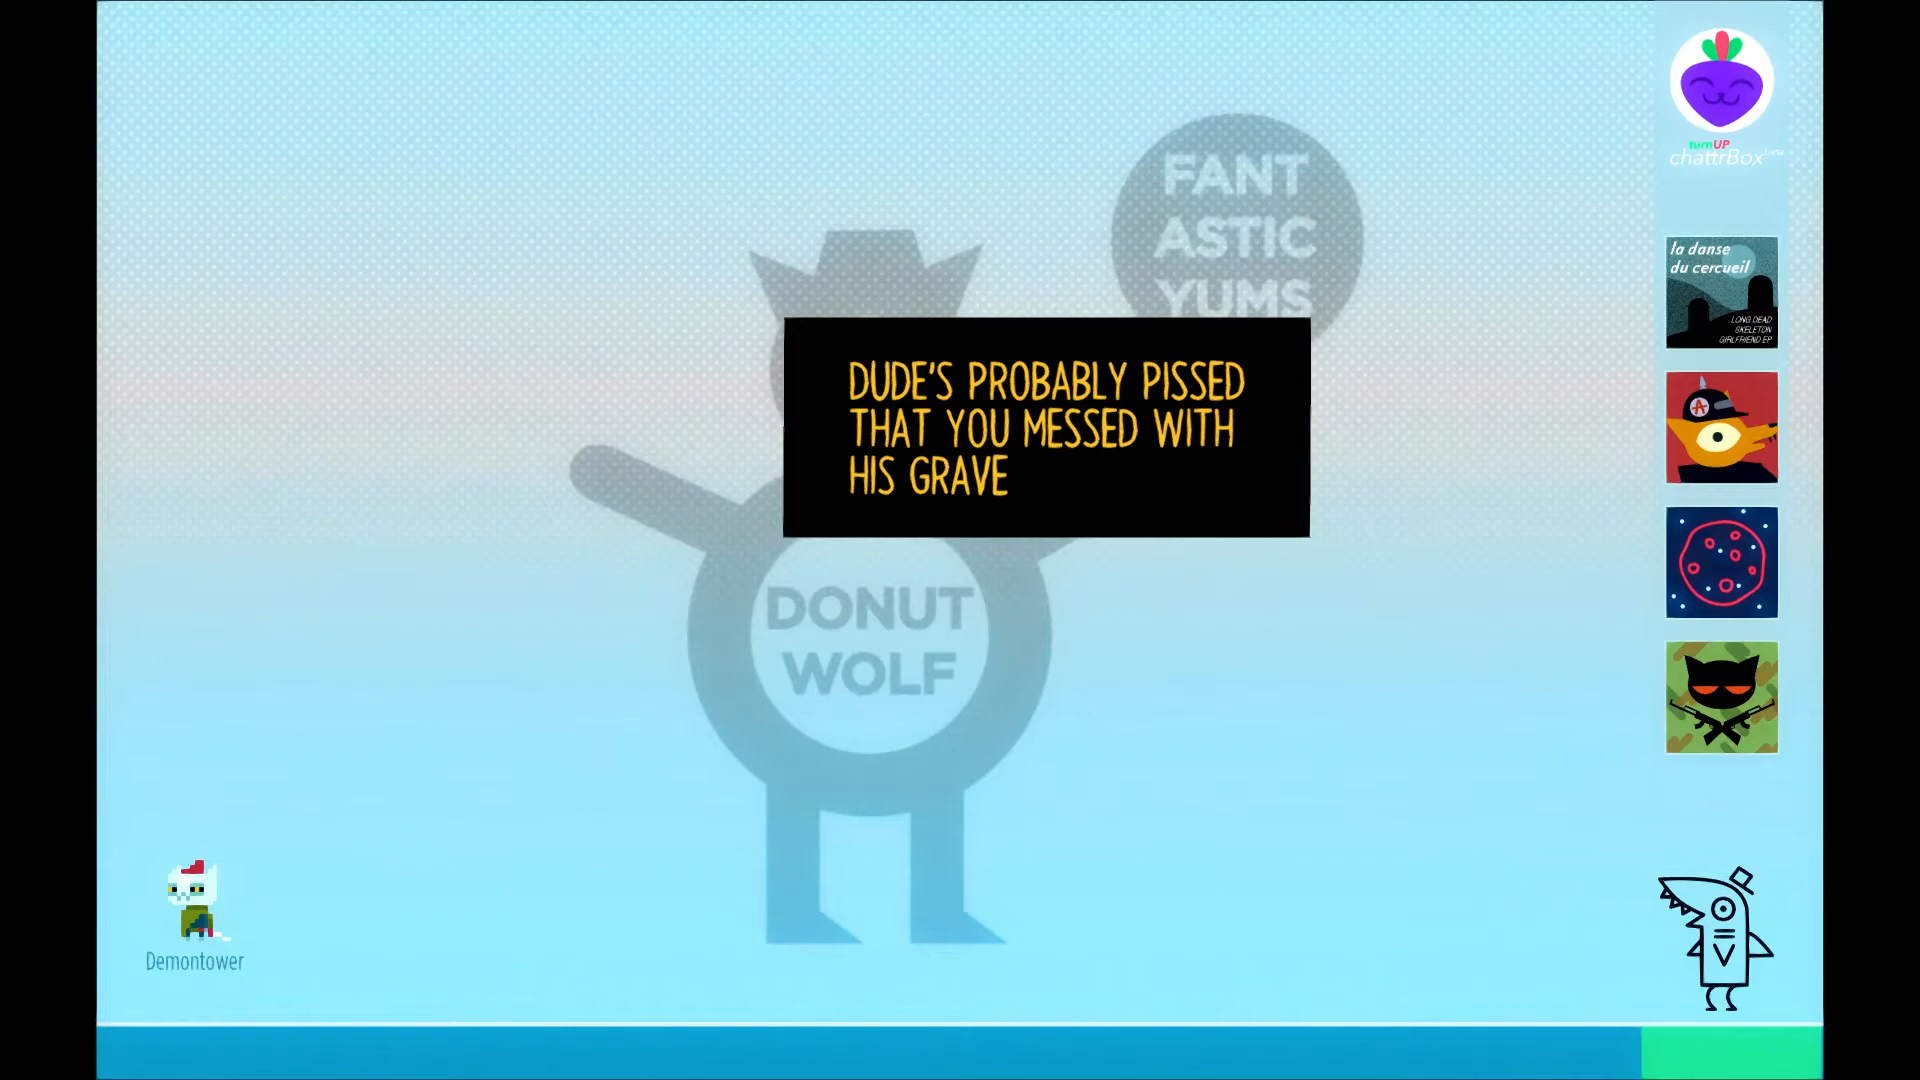 FANT
ASTIC
YUMS
DUDE'S PROBABLY PISSED
THAT YOU MESSED WITH
HIS GRAVE
DONUT
WOLF
turnUP
chattrBox beta
la danse
du cercueil
LONG DEAD
SKELETON
GIRLFRIEND EP
A
Demontower